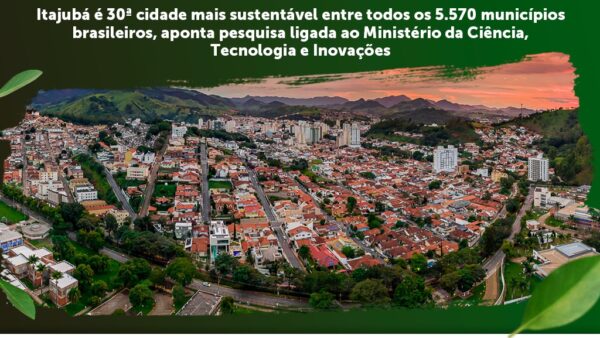 Itajubá é 30ª cidade mais sustentável entre todos os 5.570 municípios
brasileiros, aponta pesquisa ligada ao Ministério da Ciência,
Tecnologia e Inovações